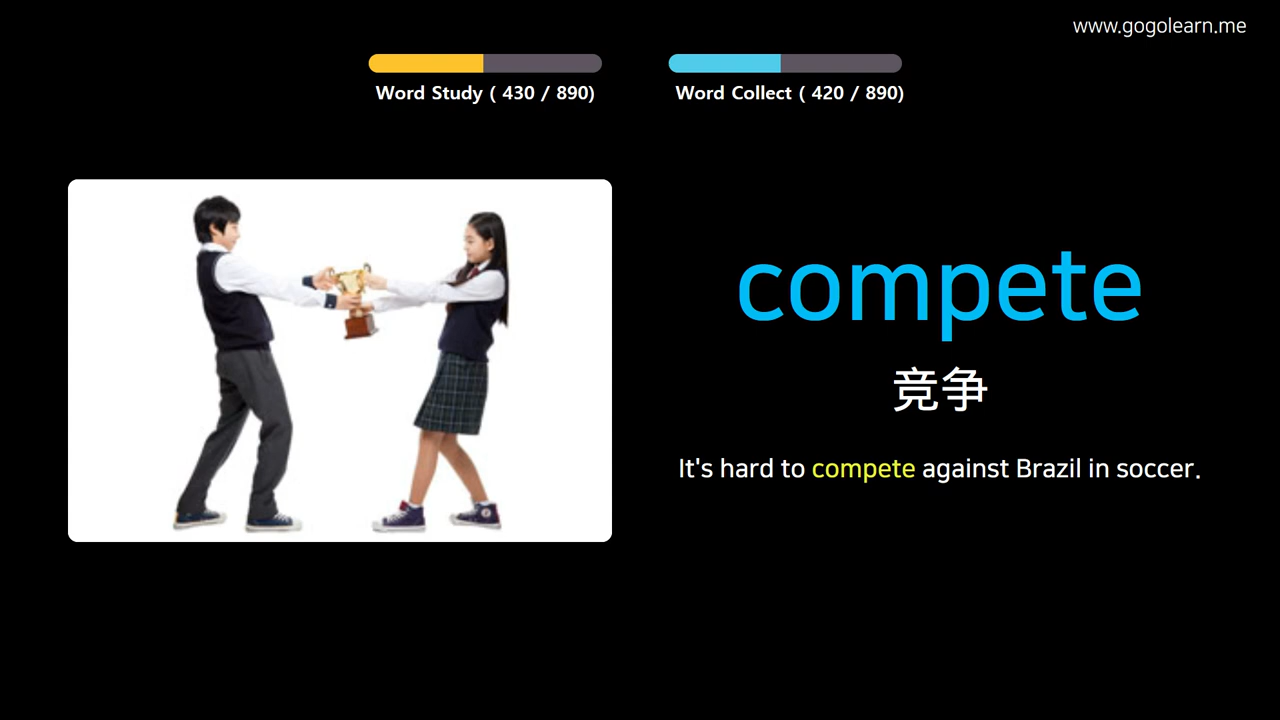 www.gogolearn.me
Word Study ( 430 / 890)
Word Collect ( 420 / 890)
compete
竞争
It's hard to compete against Brazil in soccer.